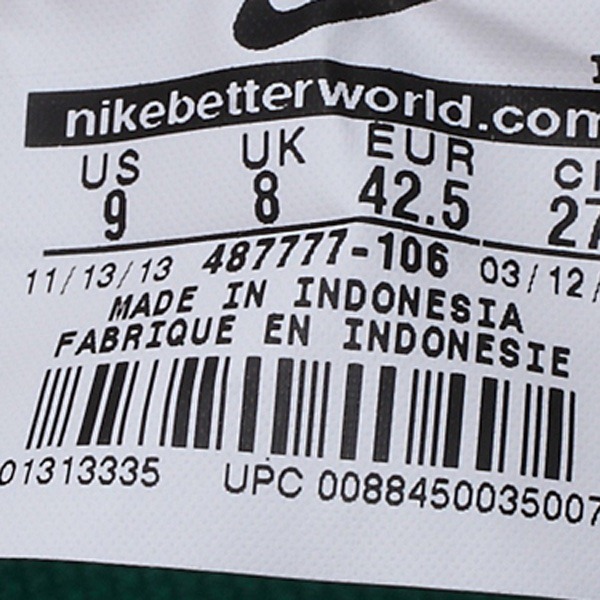 nikebetterworld.com
US UK EUR
9 8 42.5 27
11/13/13 487777-106 03/12/
MADE IN INDONESIA
FABRIQUE EN INDONESIE
01313335 UPC 0088450035007